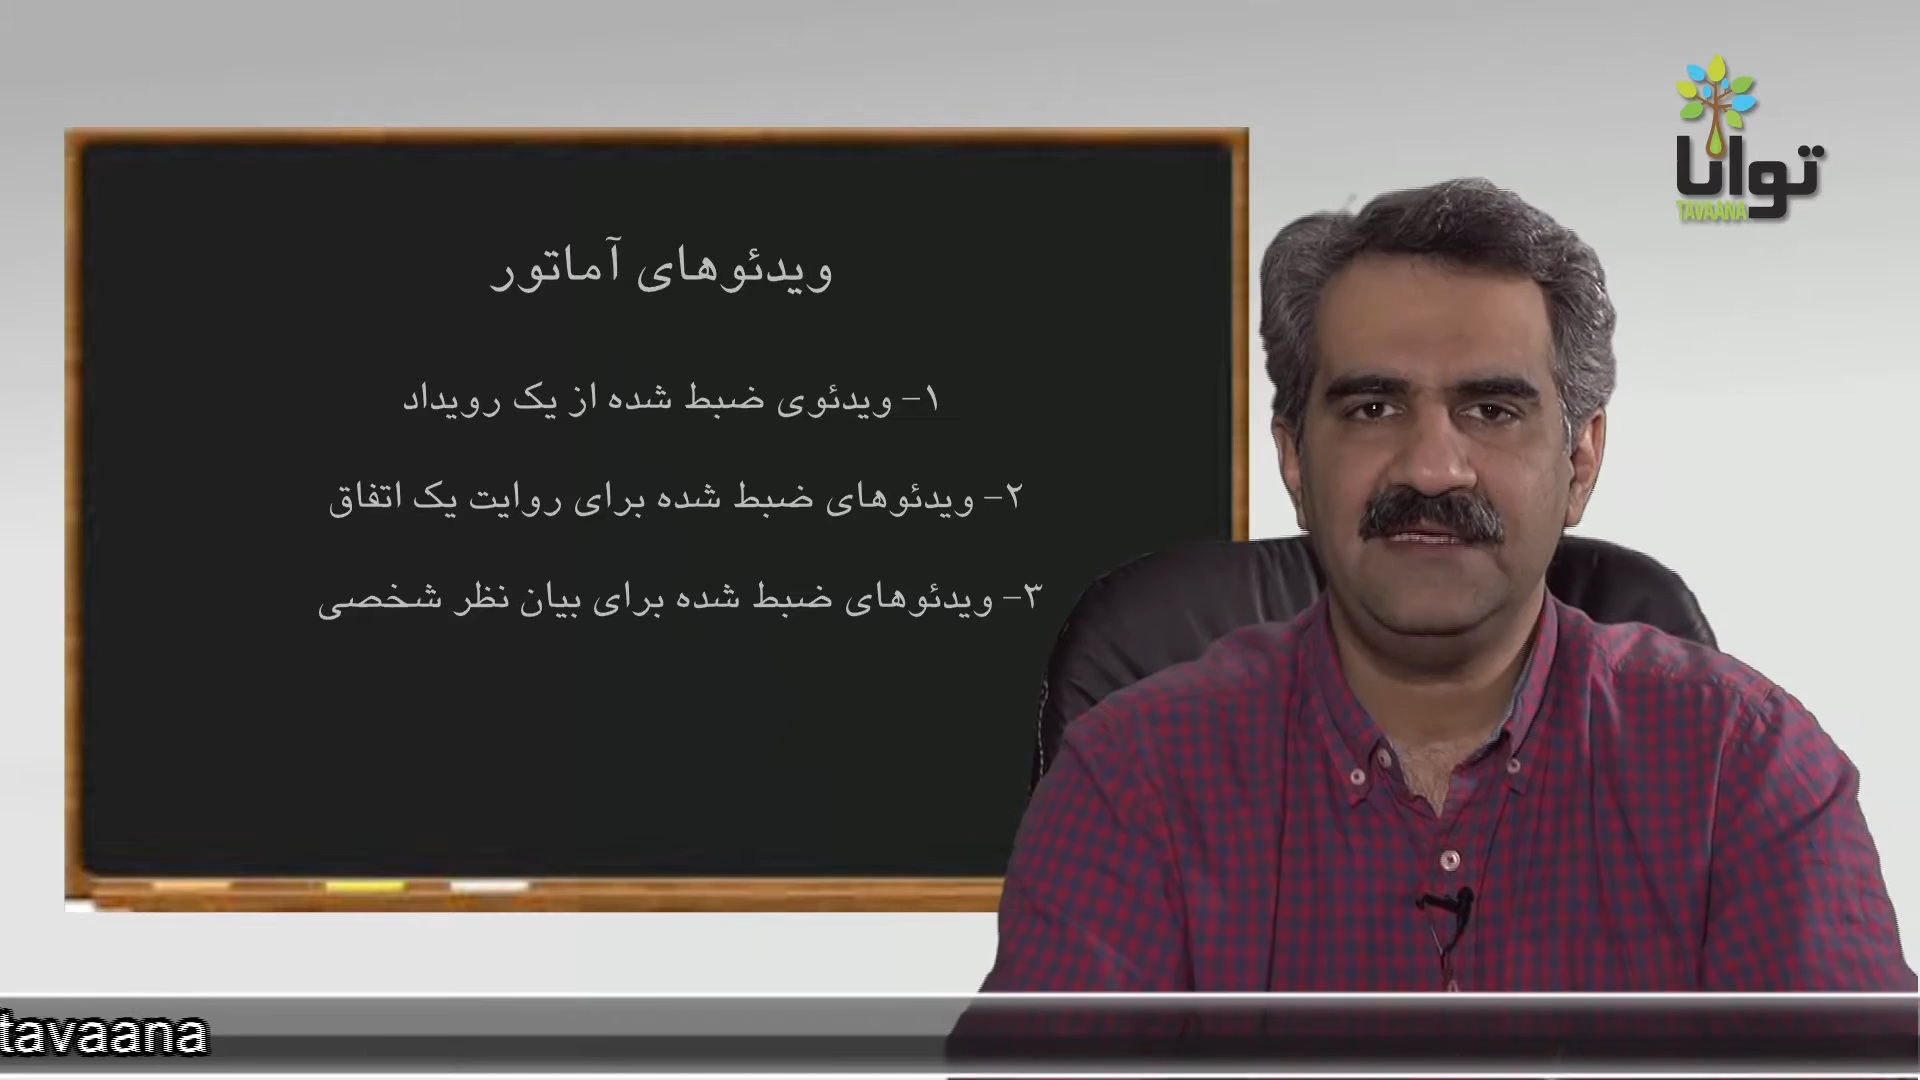 توانا
TAVAANA
ویدئوهای آماتور
۱- ویدئوی ضبط شده از یک رویداد
۲- ویدئوهای ضبط شده برای روایت یک اتفاق
۳- ویدئوهای ضبط شده برای بیان نظر شخصی
tavaana